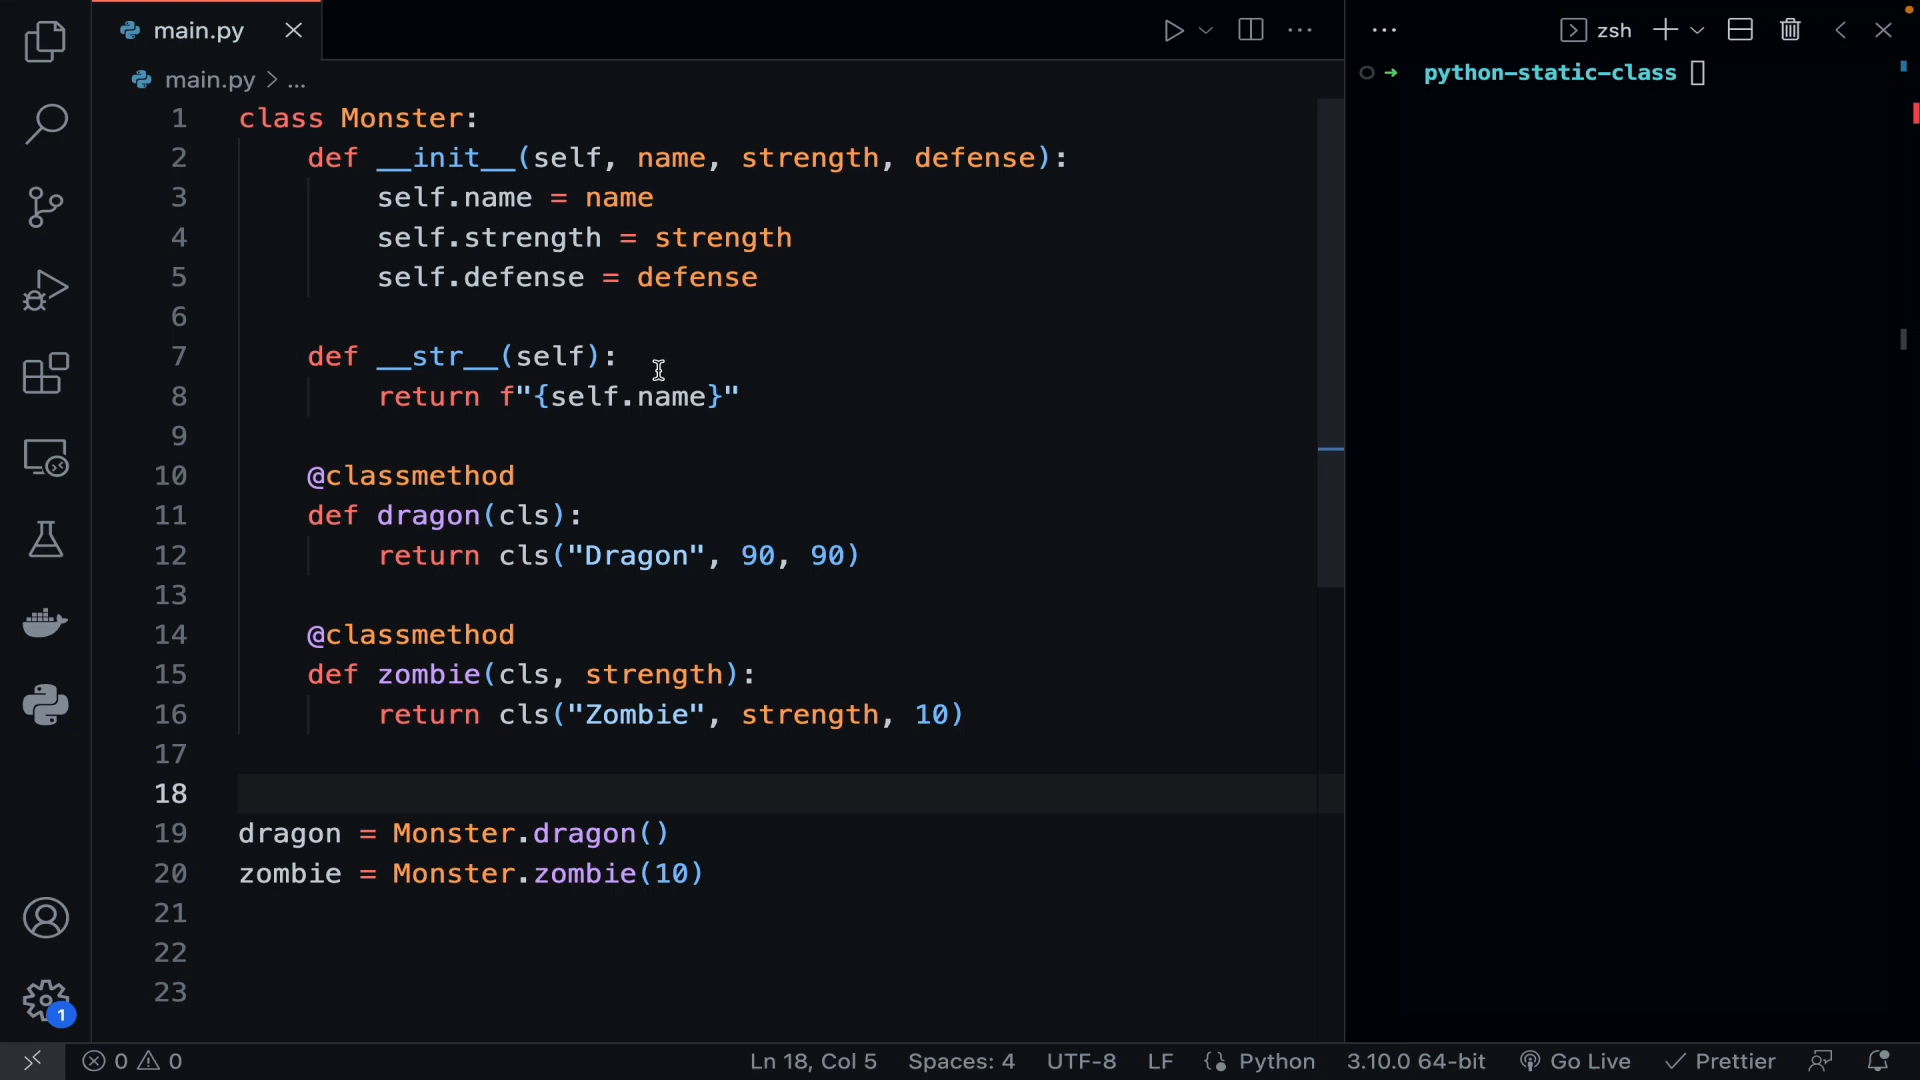 main.py
zsh
main.py > ...
python-static-class
1 class Monster:
2     def __init__(self, name, strength, defense):
3         self.name = name
4         self.strength = strength
5         self.defense = defense
6
7     def __str__(self):
8         return f"{self.name}"
9
10     @classmethod
11     def dragon(cls):
12         return cls("Dragon", 90, 90)
13
14     @classmethod
15     def zombie(cls, strength):
16         return cls("Zombie", strength, 10)
17
18
19 dragon = Monster.dragon()
20 zombie = Monster.zombie(10)
21
22
23
1
0 0 Ln 18, Col 5 Spaces: 4 UTF-8 LF Python 3.10.0 64-bit Go Live Prettier